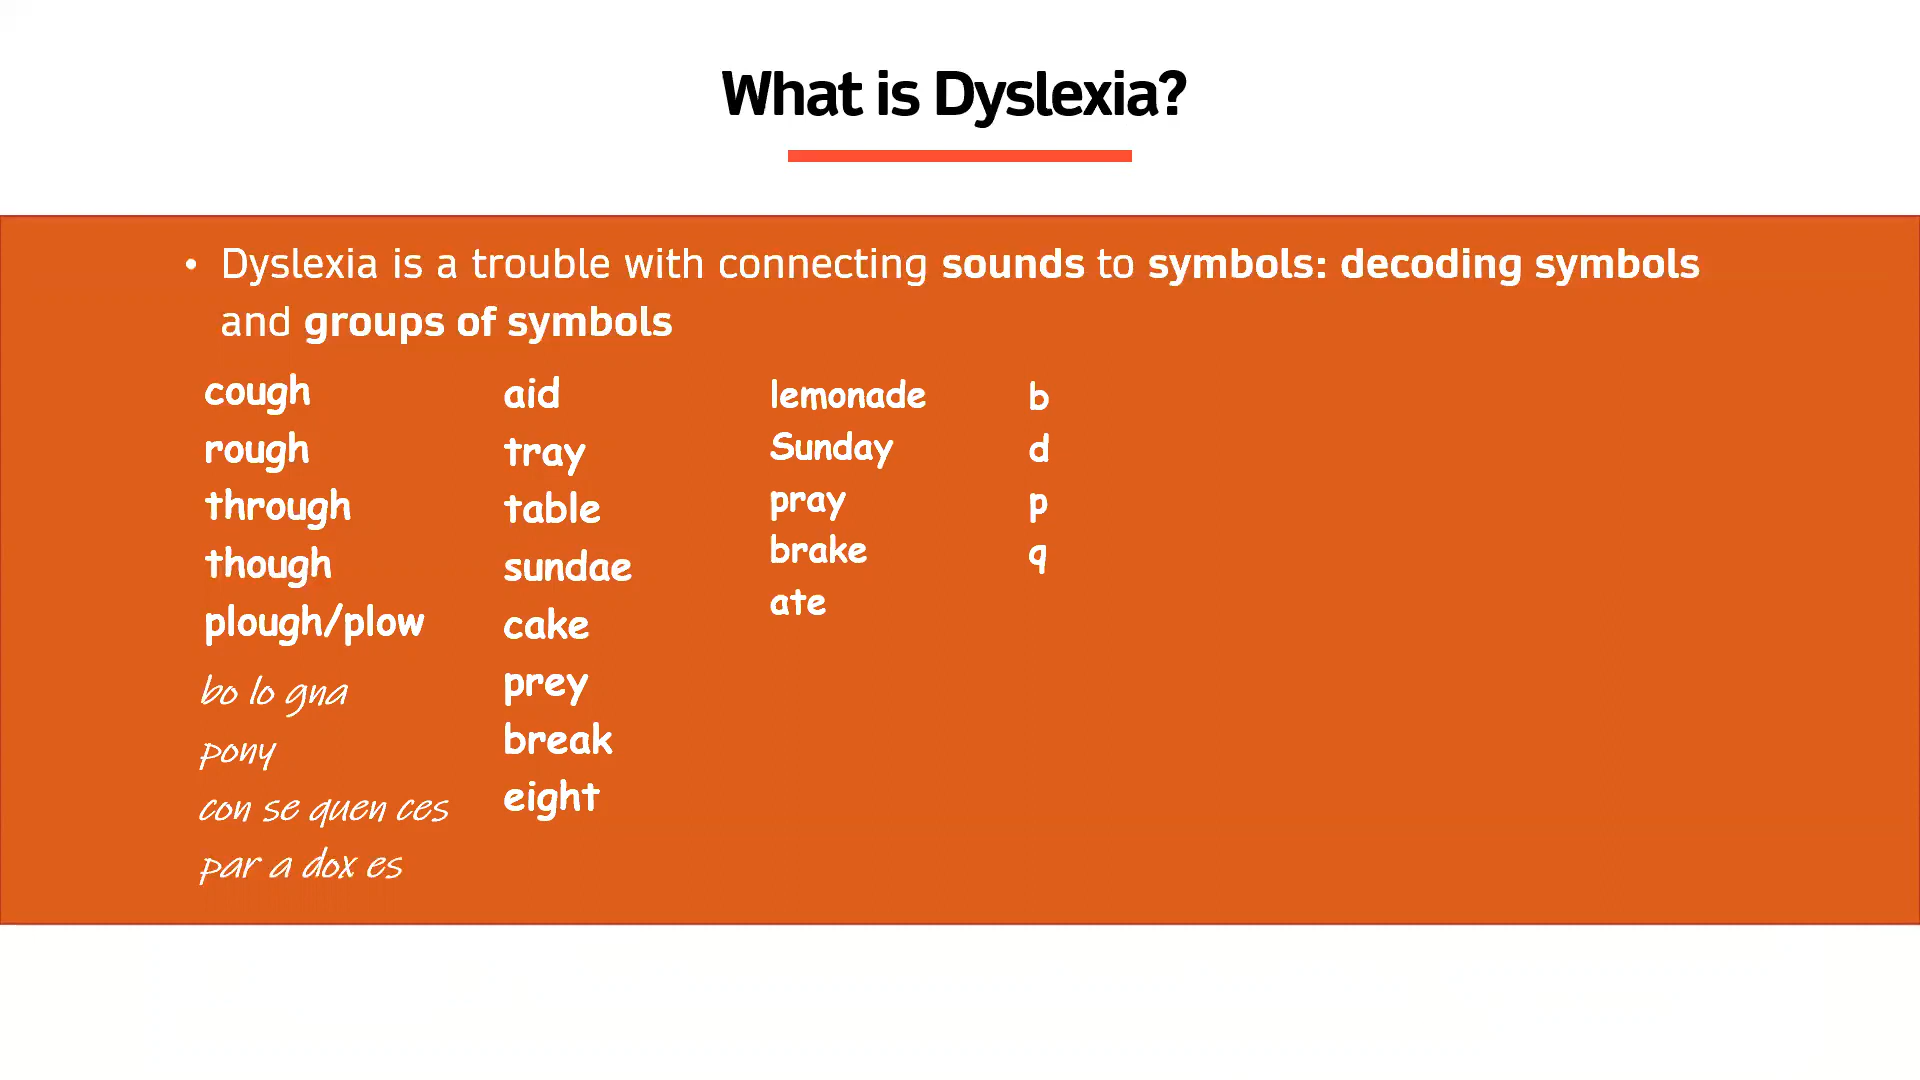 What is Dyslexia?
• Dyslexia is a trouble with connecting sounds to symbols: decoding symbols
and groups of symbols
cough
rough
through
though
plough/plow
bo lo gna
pony
con se quen ces
par a dox es
aid
tray
table
sundae
cake
prey
break
eight
lemonade
Sunday
pray
brake
ate
b
d
p
q